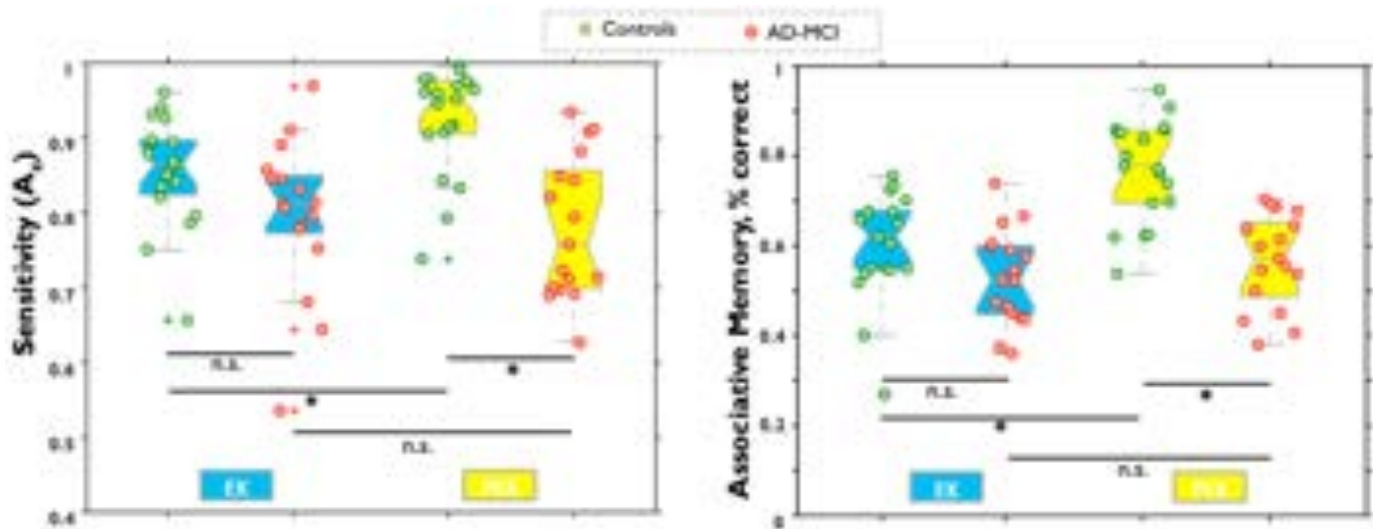 Controls AD-MCI
Sensitivity (Az)
1
0.9
0.8
0.7
0.6
0.5
0.4
n.s.
*
*
n.s.
EK
Associative Memory, % correct
1
0.8
0.6
0.4
0.2
0
n.s.
*
*
n.s.
EK